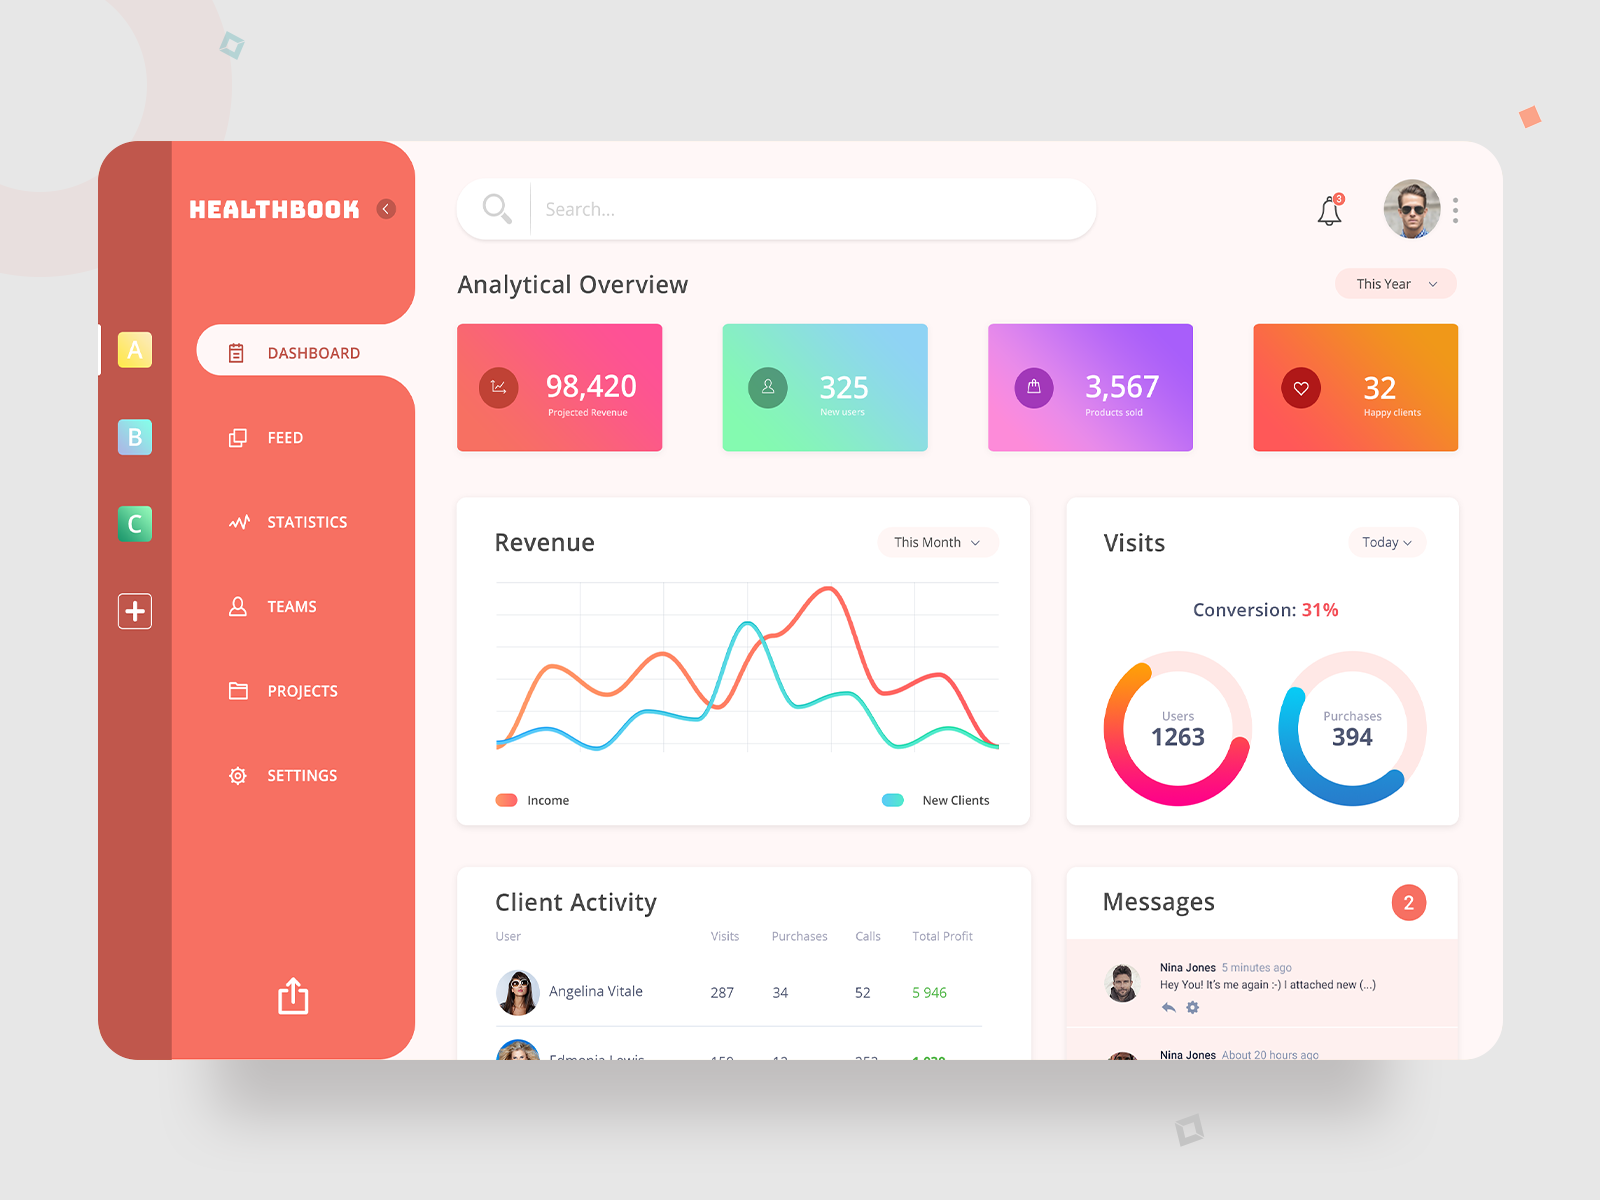 HEALTHBOOK
Search...
3
Analytical Overview
This Year
A
B
C
DASHBOARD
FEED
STATISTICS
TEAMS
PROJECTS
SETTINGS
98,420
Projected Revenue
325
New users
3,567
Products sold
32
Happy clients
Revenue
This Month
Income
New Clients
Visits
Today
Conversion: 31%
Users
1263
Purchases
394
Client Activity
User Visits Purchases Calls Total Profit
Angelina Vitale 287 34 52 5 946
Edmonia Lewis
Messages
2
Nina Jones 5 minutes ago
Hey You! It's me again :-) I attached new (...)
Nina Jones About 20 hours ago